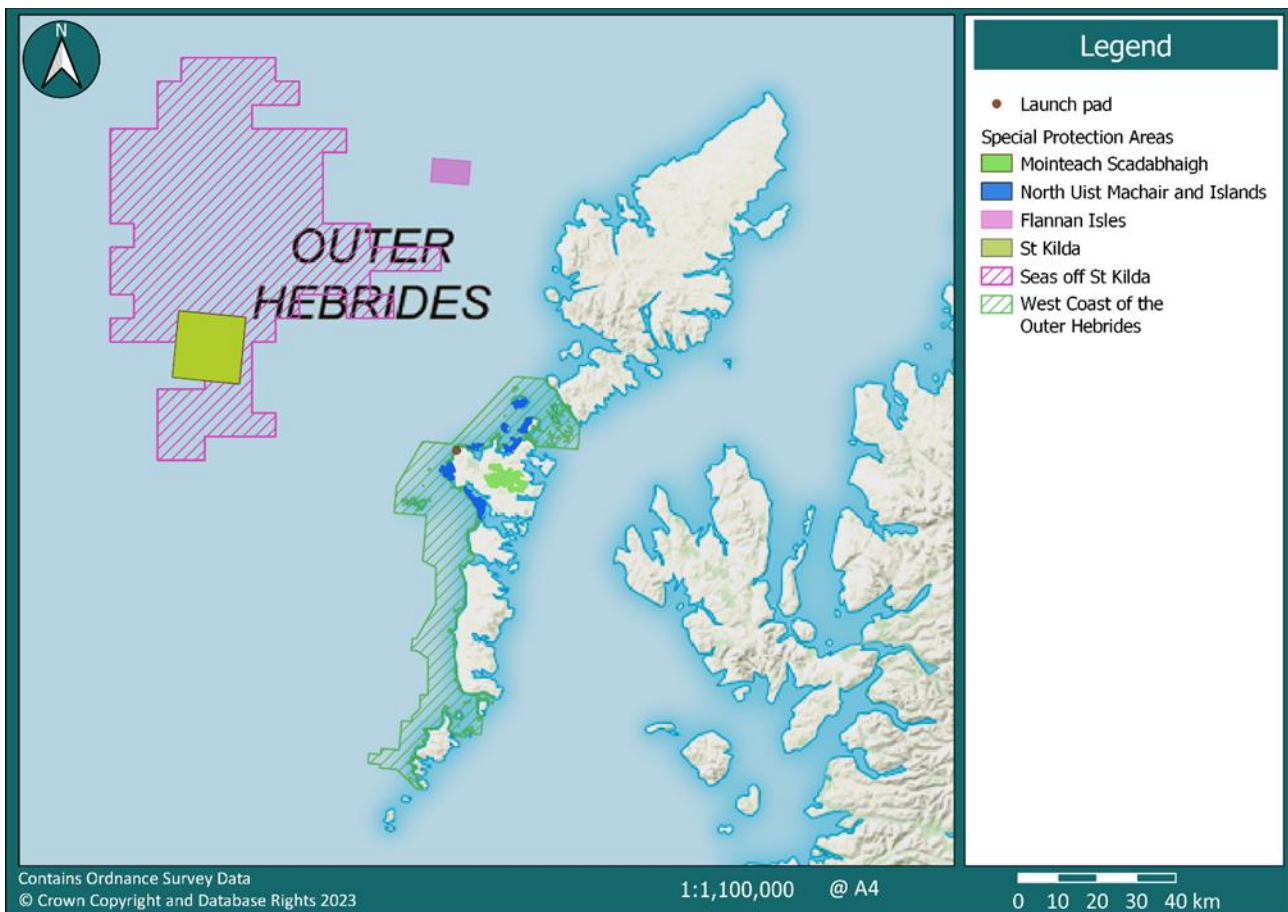 N
OUTER
HEBRIDES
Legend
Launch pad
Special Protection Areas
Mointeach Scadabhaigh
North Uist Machair and Islands
Flannan Isles
St Kilda
Seas off St Kilda
West Coast of the
Outer Hebrides
Contains Ordnance Survey Data
© Crown Copyright and Database Rights 2023
1:1,100,000 @ A4
0 10 20 30 40 km